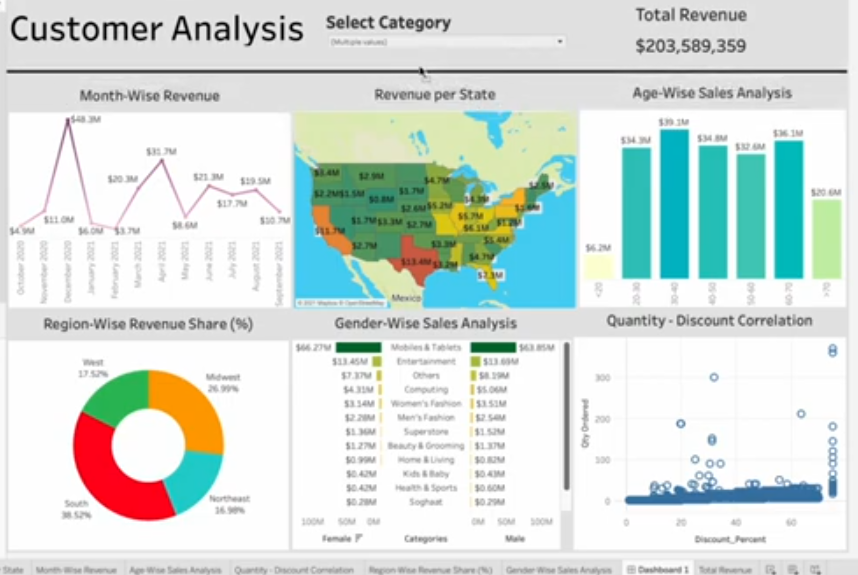 Customer Analysis
Select Category
(Multiple values)
Total Revenue
$203,589,359
Month-Wise Revenue
$48.3M
$31.7M
$20.3M
$21.3M
$19.5M
$17.7M
$11.0M
$10.7M
$4.9M
$6.0M
$3.7M
$8.6M
October 2020
November 2020
December 2020
January 2021
February 2021
March 2021
April 2021
May 2021
June 2021
July 2021
August 2021
September 2021
Revenue per State
$3.4M
$2.9M
$4.7M
$2.2M
$1.5M
$0.8M
$1.7M
$4.3M
$2.6M
$5.2M
$5.7M
$11.7M
$1.7M
$3.3M
$2.7M
$6.1M
$2.7M
$3.3M
$5.4M
$13.4M
$3.2M
$4.7M
$7.3M
Mexico
© 2021 Mapbox © OpenStreetMap
Age-Wise Sales Analysis
$6.2M
$34.3M
$39.1M
$34.8M
$32.6M
$36.1M
$20.6M
<20
20-30
30-40
40-50
50-60
60-70
>70
Region-Wise Revenue Share (%)
West
17.52%
Midwest
26.99%
South
38.52%
Northeast
16.98%
Gender-Wise Sales Analysis
$66.27M Mobiles & Tablets $63.85M
$13.45M Entertainment $13.69M
$7.37M Others $8.19M
$4.31M Computing $5.06M
$3.14M Women's Fashion $3.51M
$2.28M Men's Fashion $2.54M
$1.36M Superstore $1.52M
$1.27M Beauty & Grooming $1.37M
$0.99M Home & Living $0.82M
$0.42M Kids & Baby $0.43M
$0.42M Health & Sports $0.60M
$0.28M Soghaat $0.29M
100M 50M 0M 0M 50M 100M
Female Categories Male
Quantity - Discount Correlation
Qty Ordered
300
200
100
0
0 20 40 60
Discount_Percent
State Month-Wise Revenue Age-Wise Sales Analysis Quantity - Discount Correlation Region-Wise Revenue Share (%) Gender-Wise Sales Analysis Dashboard 1 Total Revenue